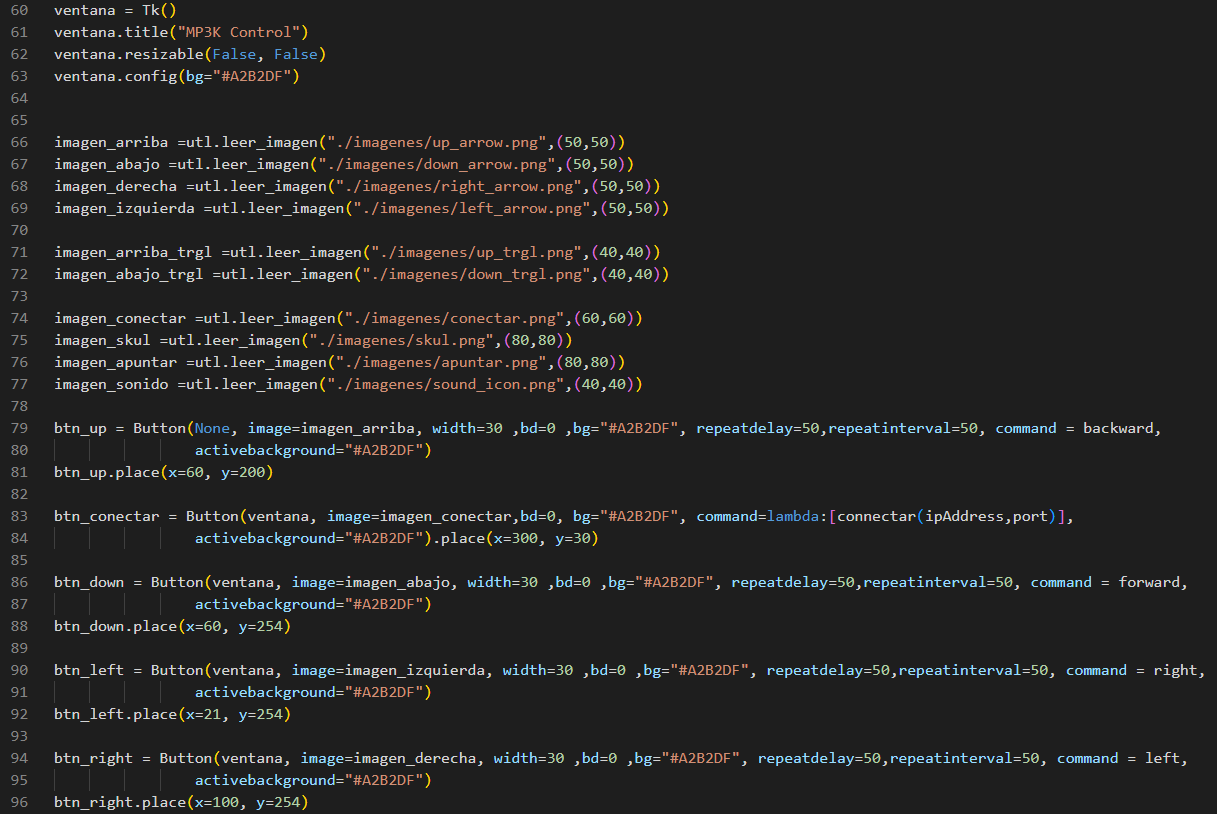 60 ventana = Tk()
61 ventana.title("MP3K Control")
62 ventana.resizable(False, False)
63 ventana.config(bg="#A2B2DF")
64
65
66 imagen_arriba =utl.leer_imagen("./imagenes/up_arrow.png",(50,50))
67 imagen_abajo =utl.leer_imagen("./imagenes/down_arrow.png",(50,50))
68 imagen_derecha =utl.leer_imagen("./imagenes/right_arrow.png",(50,50))
69 imagen_izquierda =utl.leer_imagen("./imagenes/left_arrow.png",(50,50))
70
71 imagen_arriba_trgl =utl.leer_imagen("./imagenes/up_trgl.png",(40,40))
72 imagen_abajo_trgl =utl.leer_imagen("./imagenes/down_trgl.png",(40,40))
73
74 imagen_conectar =utl.leer_imagen("./imagenes/conectar.png",(60,60))
75 imagen_skul =utl.leer_imagen("./imagenes/skul.png",(80,80))
76 imagen_apuntar =utl.leer_imagen("./imagenes/apuntar.png",(80,80))
77 imagen_sonido =utl.leer_imagen("./imagenes/sound_icon.png",(40,40))
78
79 btn_up = Button(None, image=imagen_arriba, width=30 ,bd=0 ,bg="#A2B2DF", repeatdelay=50,repeatinterval=50, command = backward,
80                 activebackground="#A2B2DF")
81 btn_up.place(x=60, y=200)
82
83 btn_conectar = Button(ventana, image=imagen_conectar,bd=0, bg="#A2B2DF", command=lambda:[connectar(ipAddress,port)],
84                 activebackground="#A2B2DF").place(x=300, y=30)
85
86 btn_down = Button(ventana, image=imagen_abajo, width=30 ,bd=0 ,bg="#A2B2DF", repeatdelay=50,repeatinterval=50, command = forward,
87                 activebackground="#A2B2DF")
88 btn_down.place(x=60, y=254)
89
90 btn_left = Button(ventana, image=imagen_izquierda, width=30 ,bd=0 ,bg="#A2B2DF", repeatdelay=50,repeatinterval=50, command = right,
91                 activebackground="#A2B2DF")
92 btn_left.place(x=21, y=254)
93
94 btn_right = Button(ventana, image=imagen_derecha, width=30 ,bd=0 ,bg="#A2B2DF", repeatdelay=50,repeatinterval=50, command = left,
95                 activebackground="#A2B2DF")
96 btn_right.place(x=100, y=254)